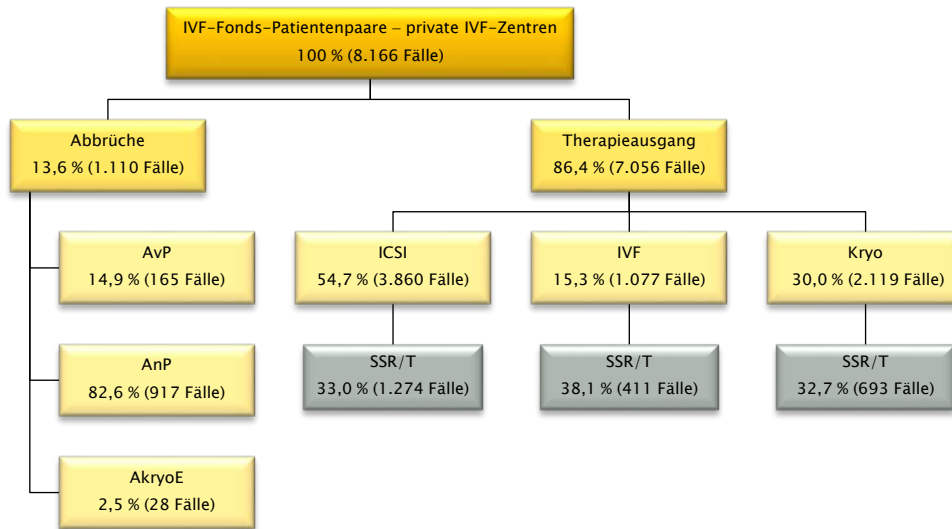 IVF-Fonds-Patientenpaare – private IVF-Zentren
100 % (8.166 Fälle)
Abbrüche
13,6 % (1.110 Fälle)
Therapieausgang
86,4 % (7.056 Fälle)
AvP
14,9 % (165 Fälle)
ICSI
54,7 % (3.860 Fälle)
IVF
15,3 % (1.077 Fälle)
Kryo
30,0 % (2.119 Fälle)
AnP
82,6 % (917 Fälle)
SSR/T
33,0 % (1.274 Fälle)
SSR/T
38,1 % (411 Fälle)
SSR/T
32,7 % (693 Fälle)
AkryoE
2,5 % (28 Fälle)